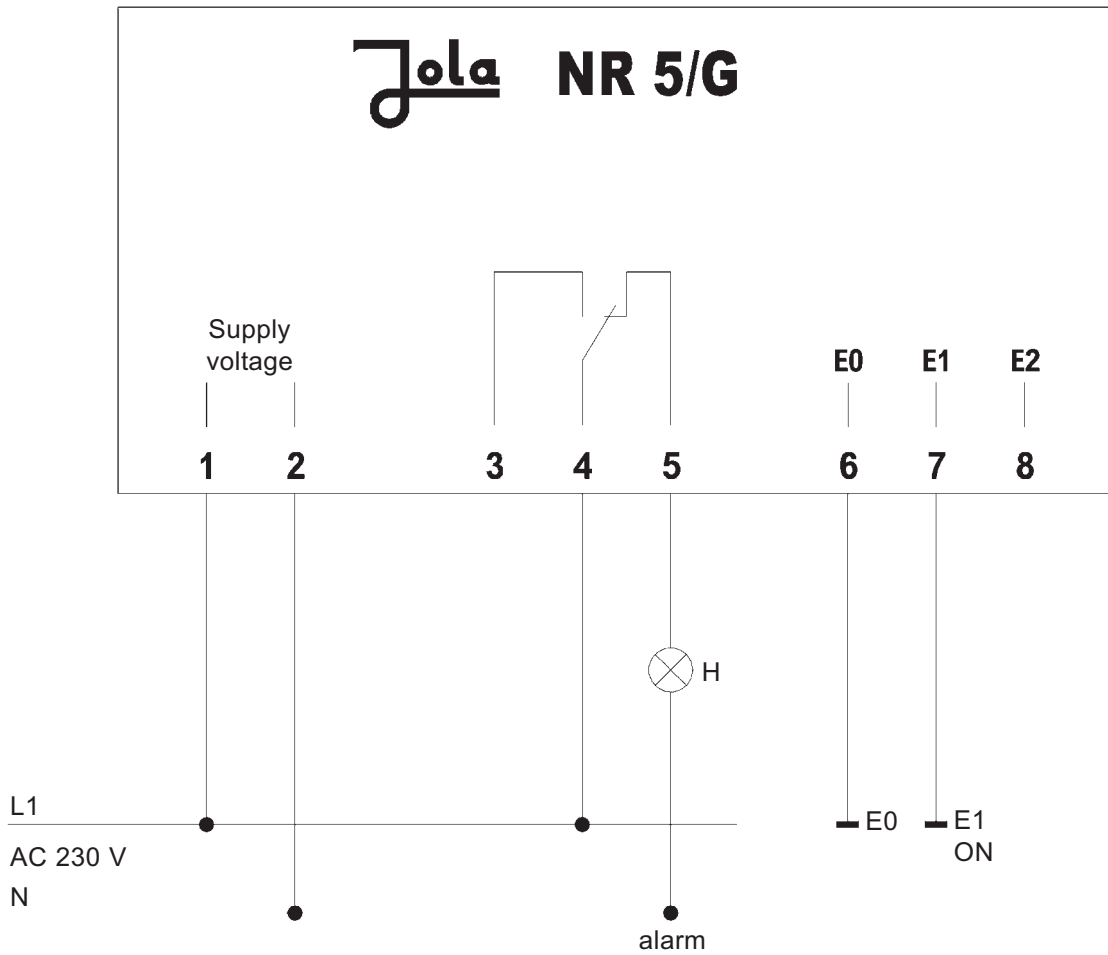 Jola NR 5/G
Supply
voltage
E0 E1 E2
1 2 3 4 5 6 7 8
H
L1
E0
E1
ON
AC 230 V
N
alarm